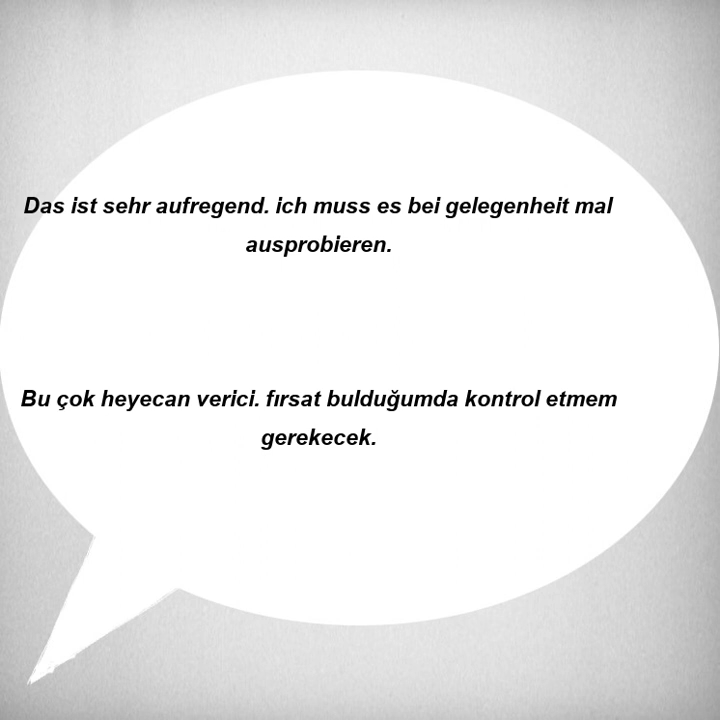 Das ist sehr aufregend. ich muss es bei gelegenheit mal
ausprobieren.
Bu çok heyecan verici. fırsat bulduğumda kontrol etmem
gerekecek.